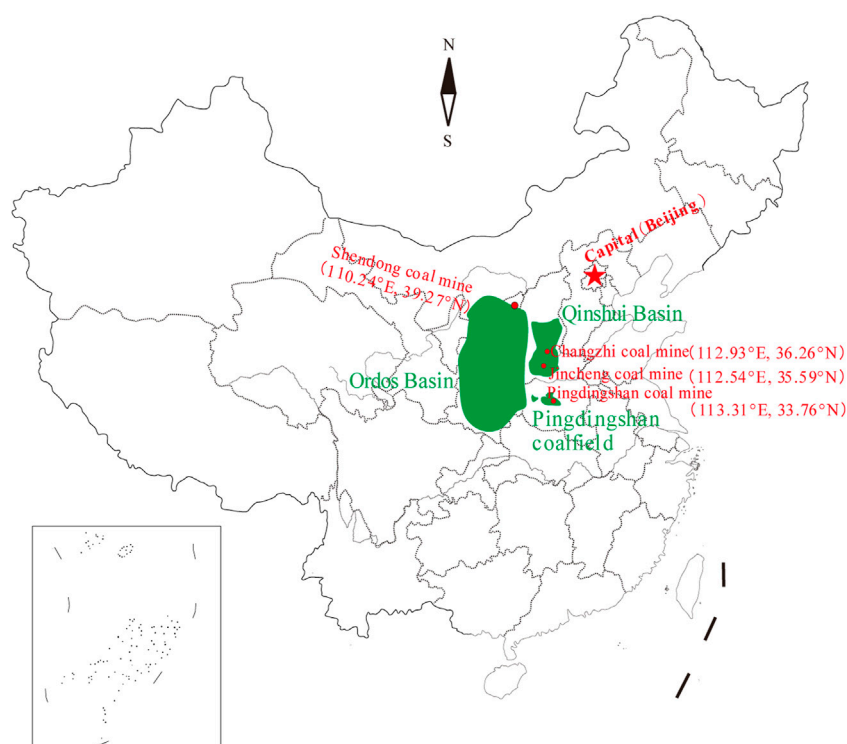 N
S
Capital(Beijing)
Shendong coal mine
(110.24°E, 39.27°N)
Qinshui Basin
Changzhi coal mine(112.93°E, 36.26°N)
Jincheng coal mine (112.54°E, 35.59°N)
Ordos Basin
Pingdingshan coal mine
(113.31°E, 33.76°N)
Pingdingshan
coalfield